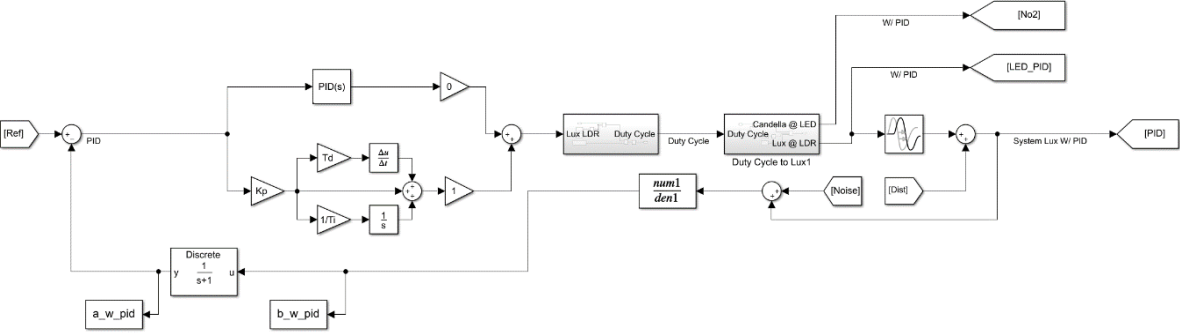 [No2]
W/ PID
[LED_PID]
W/ PID
PID(s)
0
[Ref]
PID
Lux LDR
Duty Cycle
Duty Cycle
Candella @ LED
Duty Cycle
Lux @ LDR
Duty Cycle to Lux1
System Lux W/ PID
[PID]
Td
Δu
Δt
Kp
1
1/Ti
1
s
num1
den1
[Noise]
[Dist]
Discrete
y
1
s+1
u
a_w_pid
b_w_pid